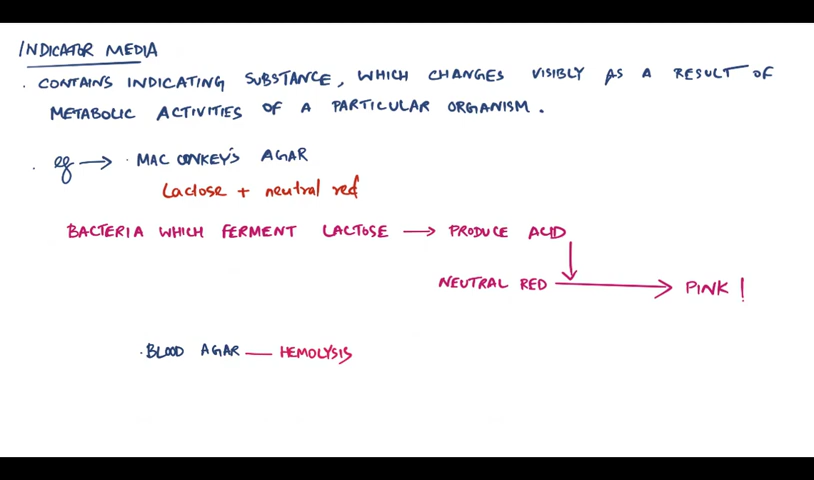 INDICATOR MEDIA
. CONTAINS INDICATING SUBSTANCE, WHICH CHANGES VISIBLY AS A RESULT OF
METABOLIC ACTIVITIES OF A PARTICULAR ORGANISM.
. eg → . MAC CONKEY'S AGAR
Lactose + neutral red
BACTERIA WHICH FERMENT LACTOSE → PRODUCE ACID
NEUTRAL RED → PINK!
. BLOOD AGAR — HEMOLYSIS